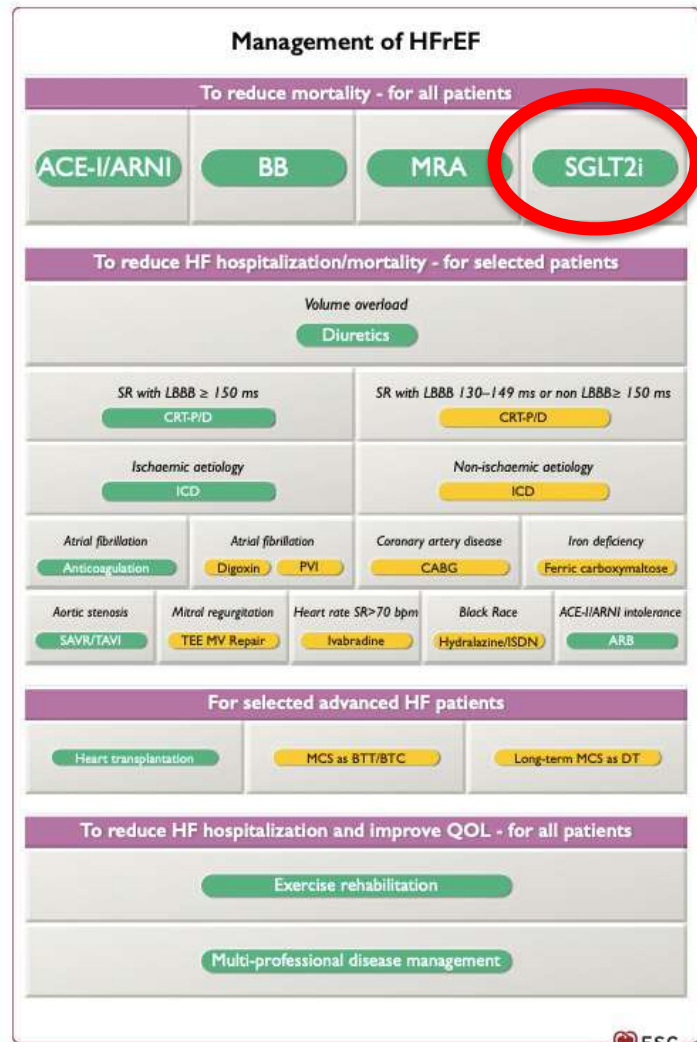 Management of HFrEF
To reduce mortality - for all patients
ACE-I/ARNI
BB
MRA
SGLT2i
To reduce HF hospitalization/mortality - for selected patients
Volume overload
Diuretics
SR with LBBB ≥ 150 ms
CRT-P/D
SR with LBBB 130–149 ms or non LBBB≥ 150 ms
CRT-P/D
Ischaemic aetiology
ICD
Non-ischaemic aetiology
ICD
Atrial fibrillation
Anticoagulation
Atrial fibrillation
Digoxin
PVI
Coronary artery disease
CABG
Iron deficiency
Ferric carboxymaltose
Aortic stenosis
SAVR/TAVI
Mitral regurgitation
TEE MV Repair
Heart rate SR>70 bpm
Ivabradine
Black Race
Hydralazine/ISDN
ACE-I/ARNI intolerance
ARB
For selected advanced HF patients
Heart transplantation
MCS as BTT/BTC
Long-term MCS as DT
To reduce HF hospitalization and improve QOL - for all patients
Exercise rehabilitation
Multi-professional disease management
ESC